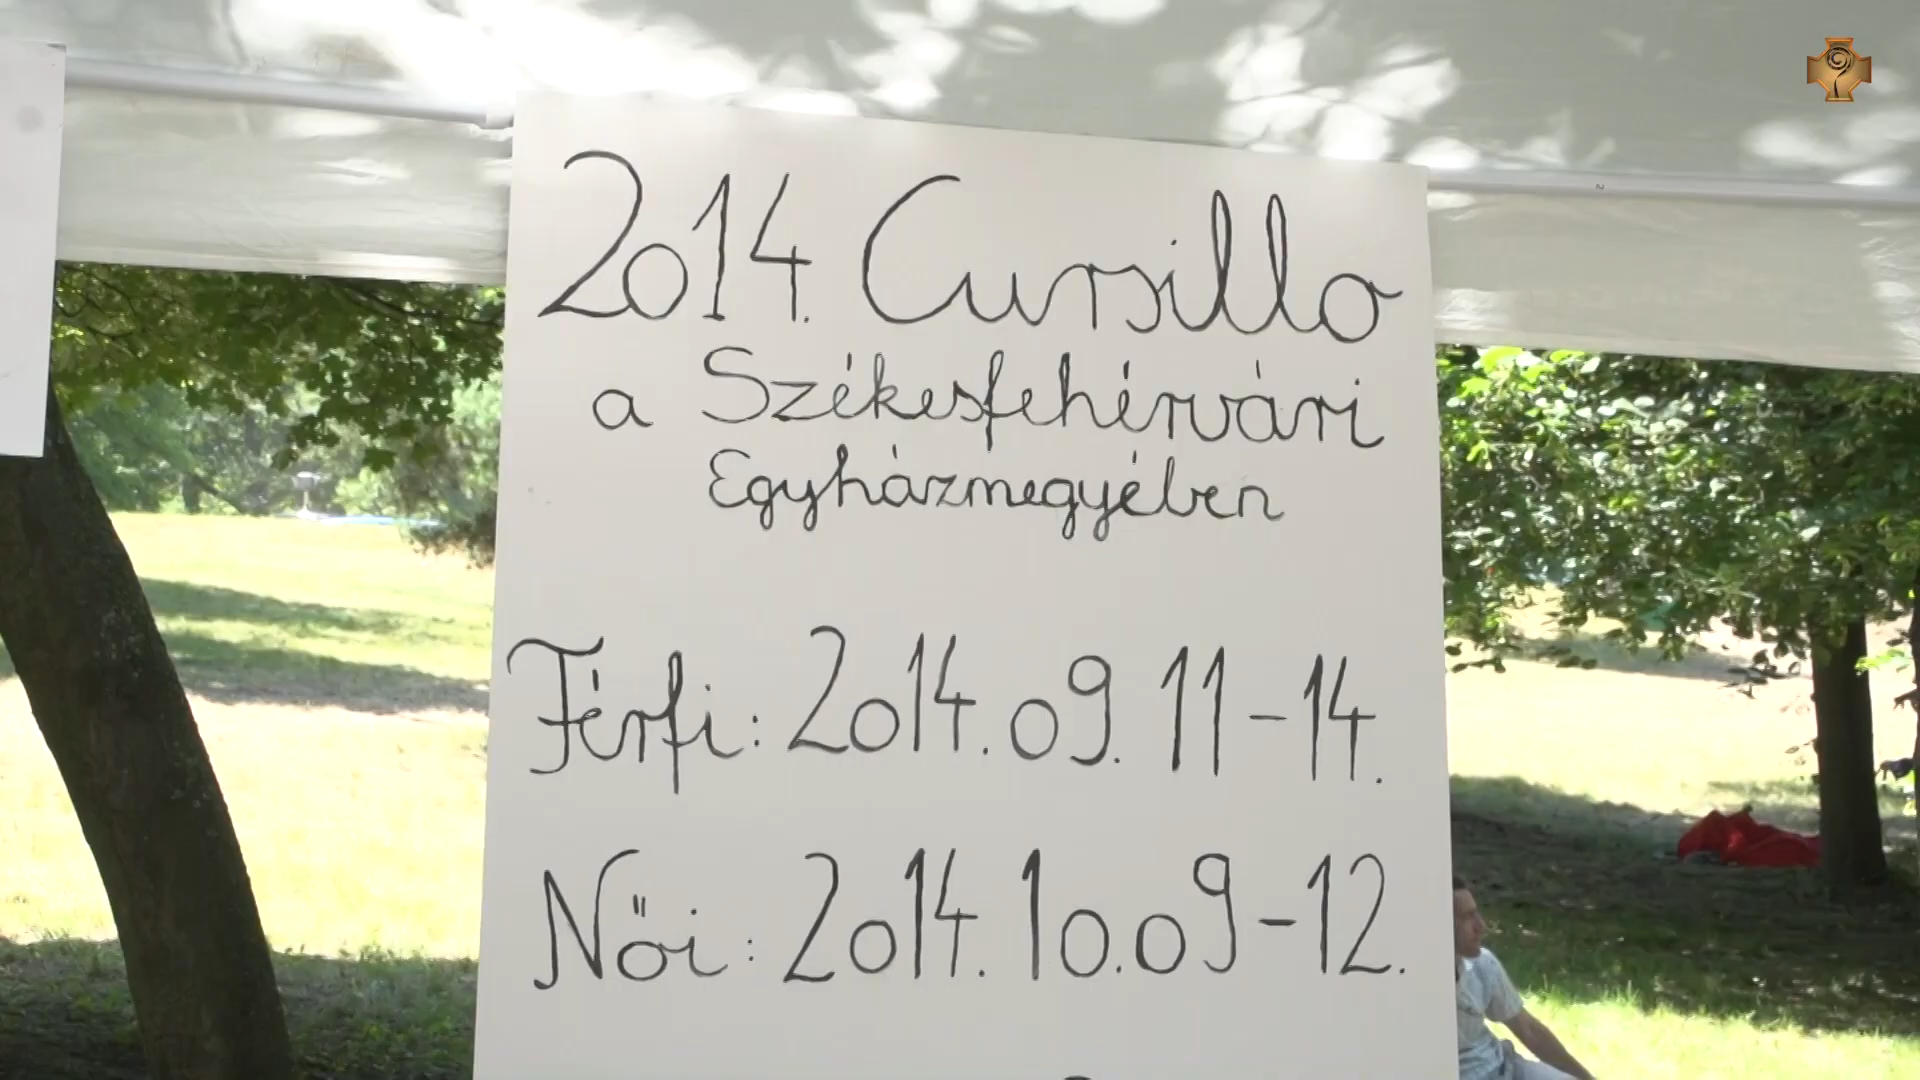 2014. Cursillo
a Székesfehérvári
Egyházmegyében
Férfi: 2014.09.11-14.
Női: 2014.10.09-12.